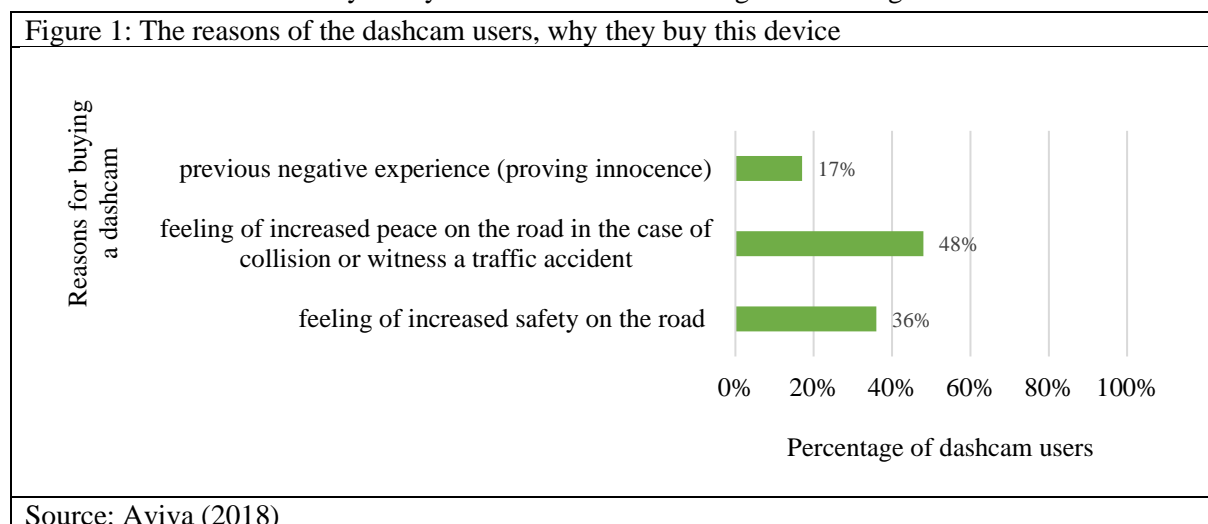 Figure 1: The reasons of the dashcam users, why they buy this device
Reasons for buying
a dashcam
previous negative experience (proving innocence)
17%
feeling of increased peace on the road in the case of
collision or witness a traffic accident
48%
feeling of increased safety on the road
36%
0% 20% 40% 60% 80% 100%
Percentage of dashcam users
Source: Aviva (2018)